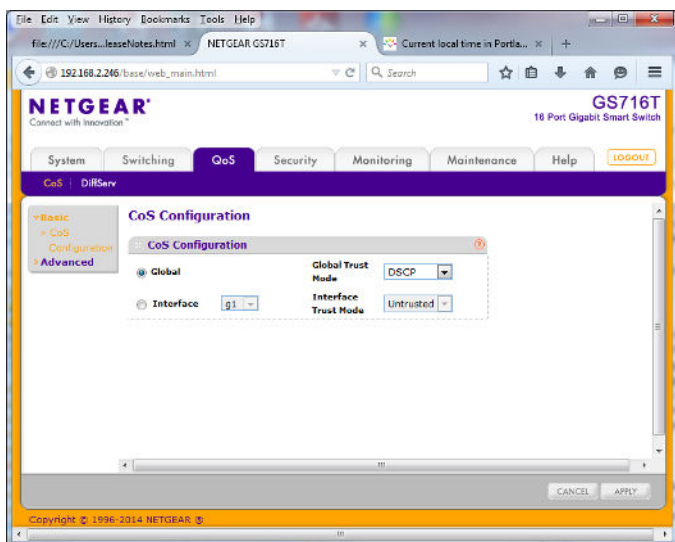 File Edit View History Bookmarks Tools Help
file:///C:/Users...leaseNotes.html × NETGEAR GS716T × Current local time in Portla... × +
192.168.2.246/base/web_main.html Search
NETGEAR®
Connect with Innovation™
GS716T
16 Port Gigabit Smart Switch
System Switching QoS Security Monitoring Maintenance Help LOGOUT
CoS DiffServ
Basic
CoS
Configuration
Advanced
CoS Configuration
CoS Configuration
Global Global Trust Mode DSCP
Interface g1 Interface Trust Mode Untrusted
CANCEL APPLY
Copyright © 1996-2014 NETGEAR ®